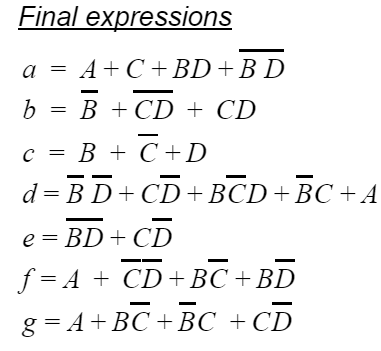 Final expressions
a = A + C + BD + B̅ ̅D̅
b = B̅ + C̅D̅ + CD
c = B + C̅ + D
d = B̅ D̅ + CD̅ + BC̅D + B̅C + A
e = B̅D̅ + CD̅
f = A + C̅D̅ + BC̅ + BD̅
g = A + BC̅ + B̅C + CD̅